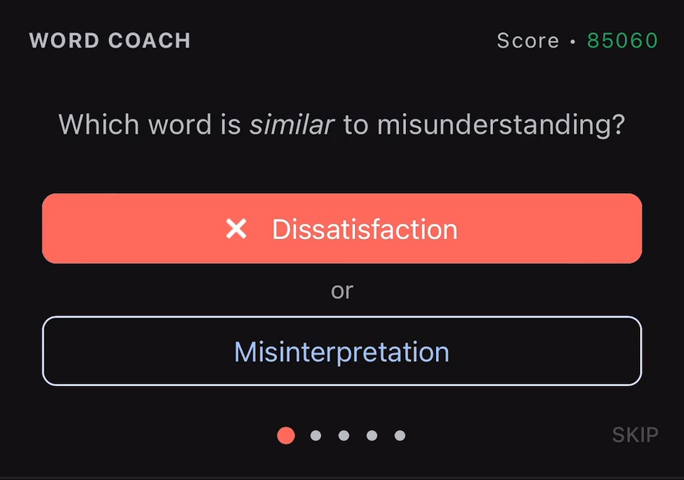 WORD COACH
Score • 85060
Which word is similar to misunderstanding?
✕ Dissatisfaction
or
Misinterpretation
SKIP